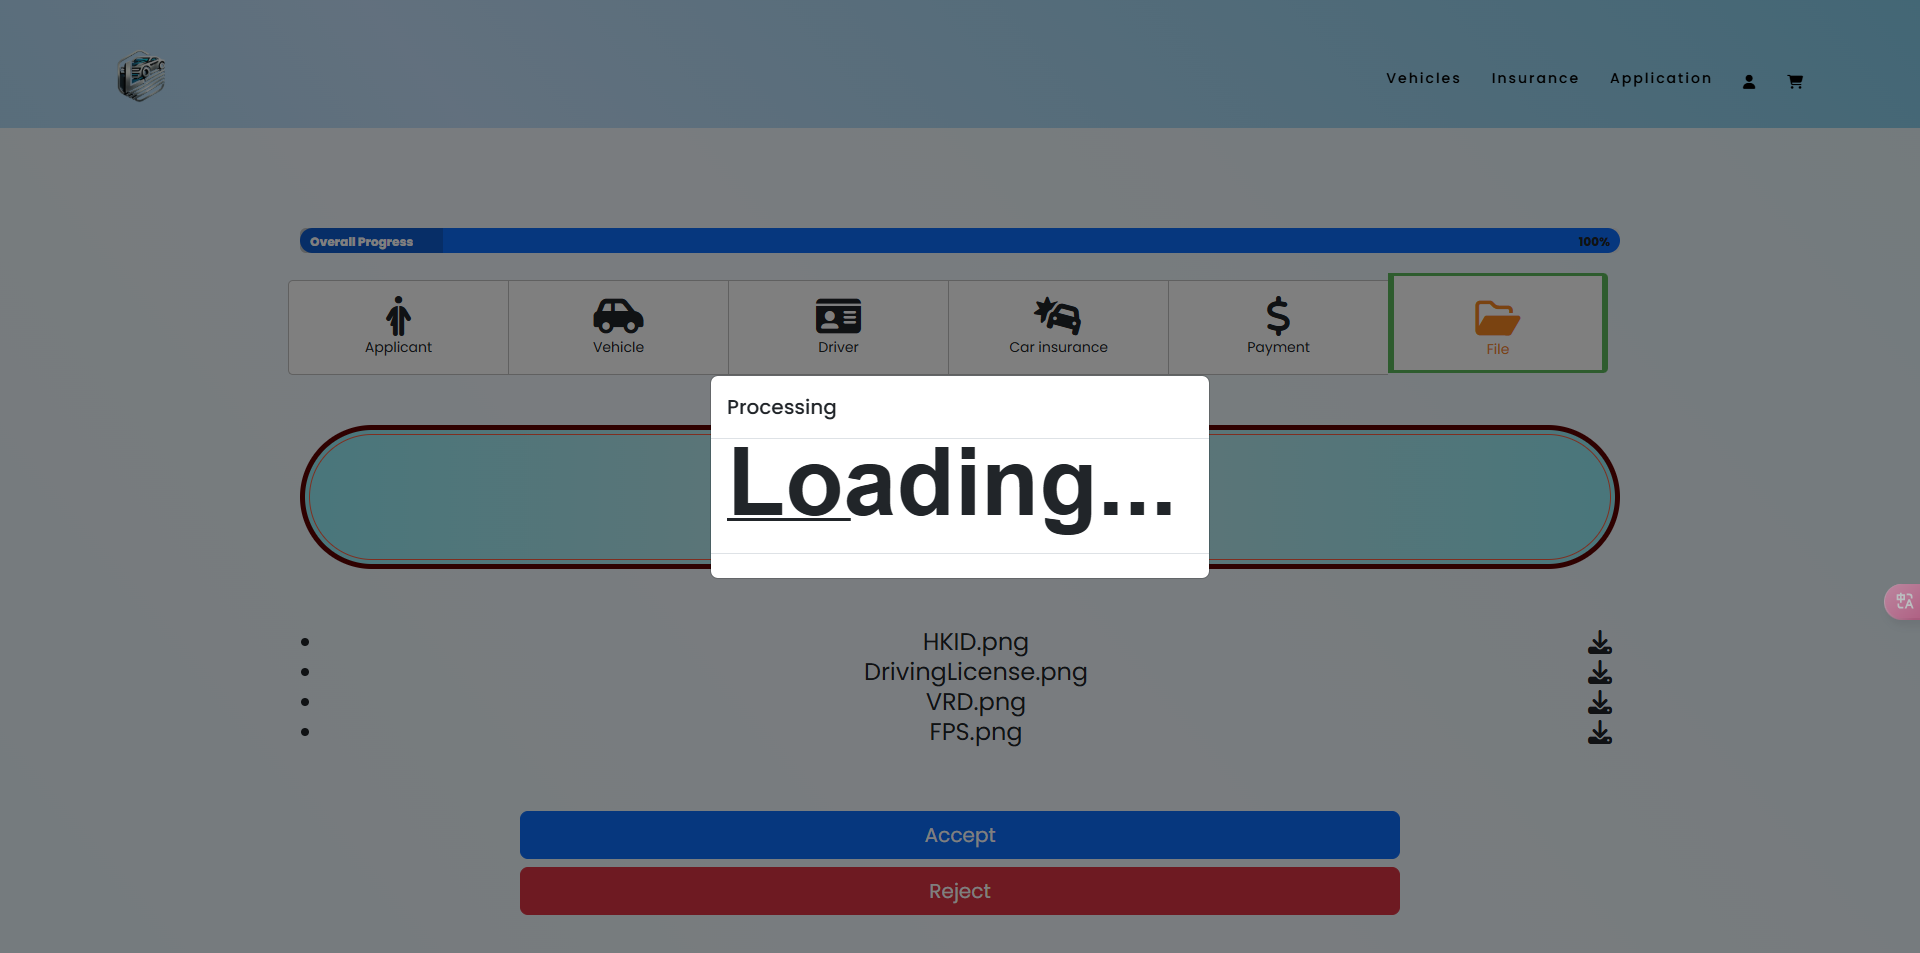 Vehicles Insurance Application
Overall Progress 100%
Applicant Vehicle Driver Car insurance Payment File
Processing
Loading...
HKID.png
DrivingLicense.png
VRD.png
FPS.png
Accept
Reject